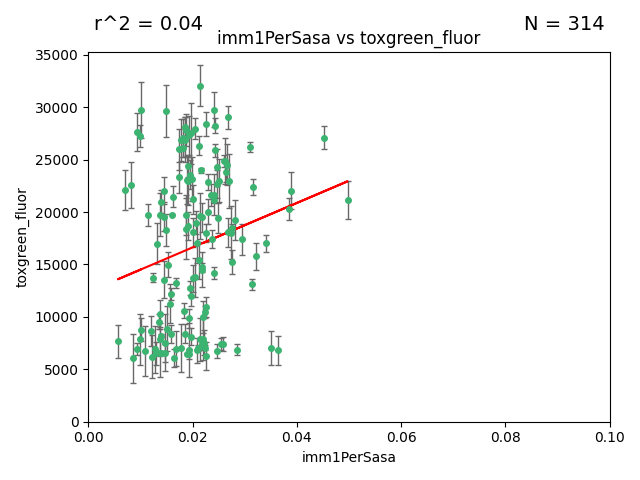 r^2 = 0.04
N = 314
imm1PerSasa vs toxgreen_fluor
35000
30000
25000
20000
15000
10000
5000
0
toxgreen_fluor
0.00
0.02
0.04
0.06
0.08
0.10
imm1PerSasa